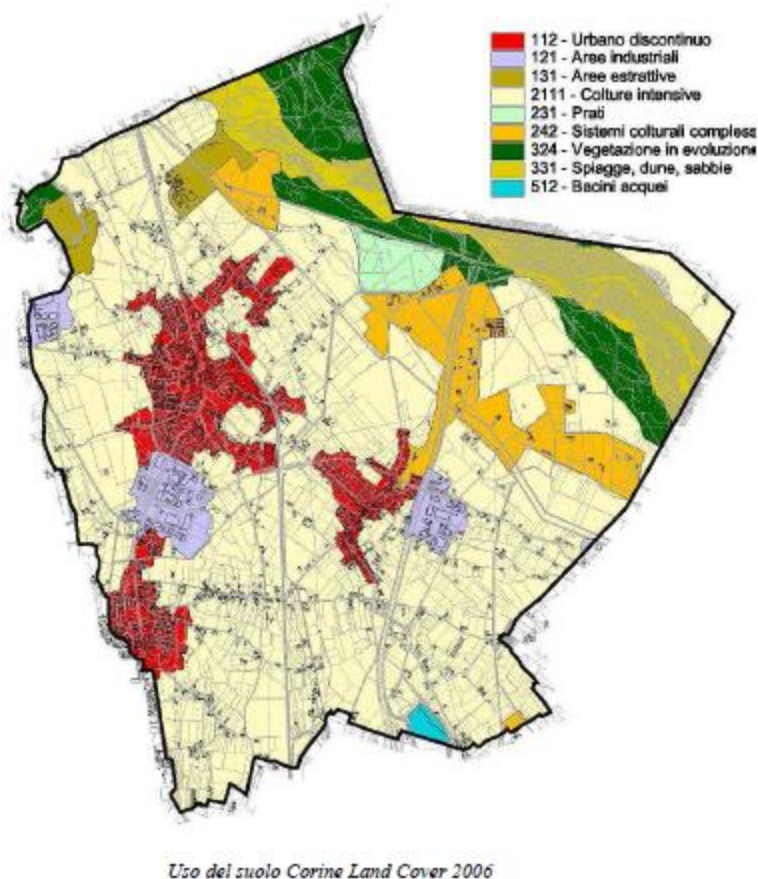 112 - Urbano discontinuo
121 - Aree industriali
131 - Aree estrattive
2111 - Colture intensive
231 - Prati
242 - Sistemi colturali comples
324 - Vegetazione in evoluzione
331 - Spiagge, dune, sabbie
512 - Bacini acquei
Uso del suolo Corine Land Cover 2006